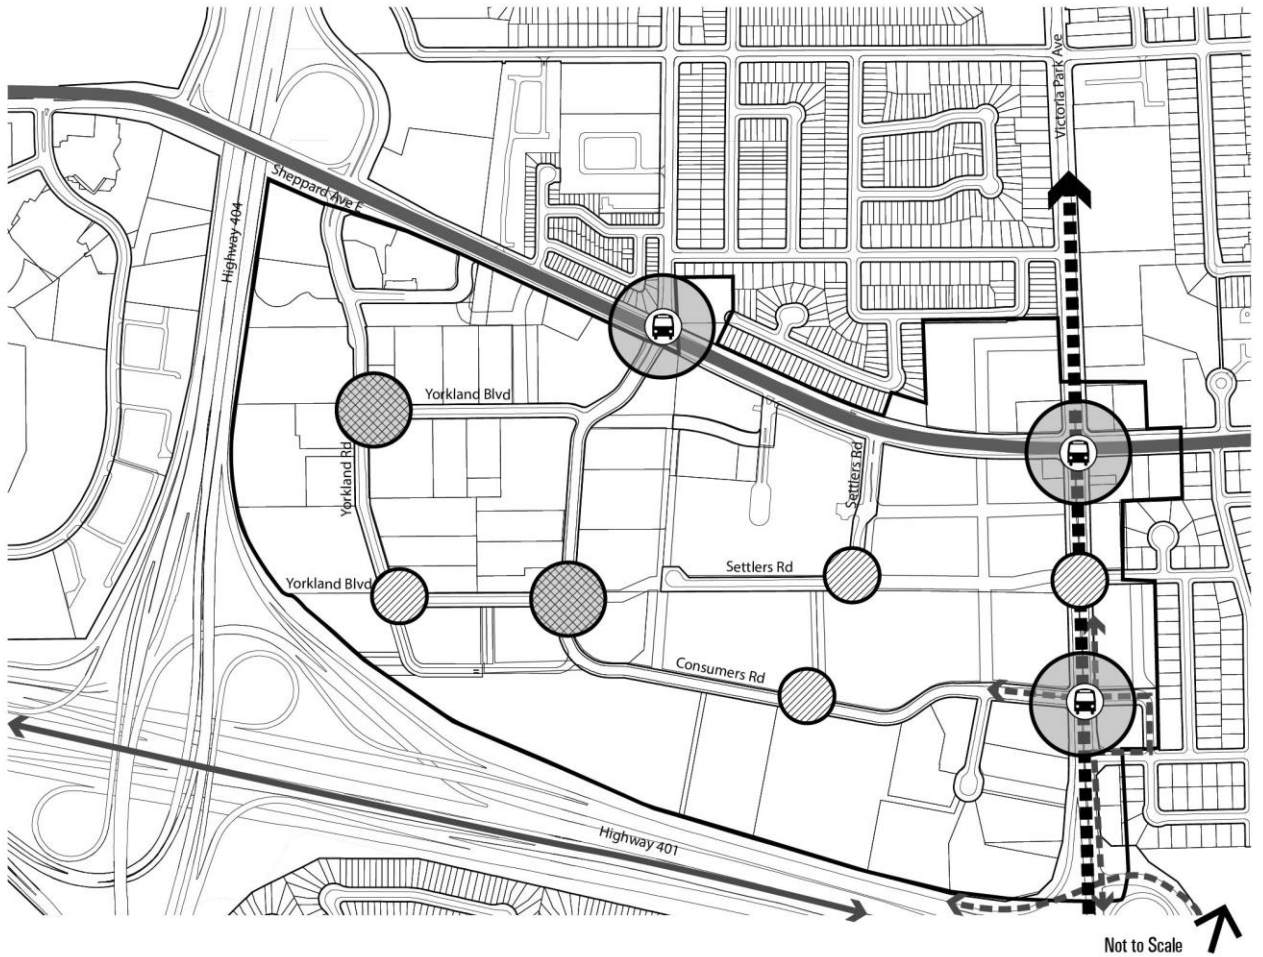 Victoria Park Ave
Sheppard Ave E
Highway 404
Yorkland Blvd
Yorkland Rd
Settlers Rd
Settlers Rd
Yorkland Blvd
Consumers Rd
Highway 401
Not to Scale